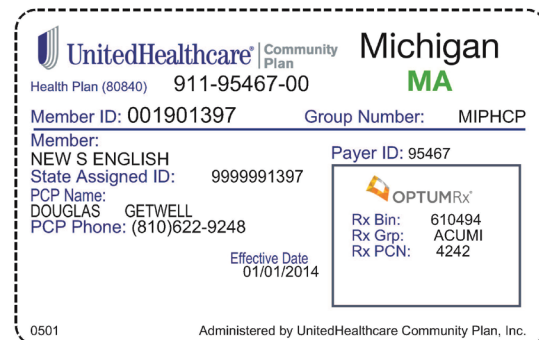 UnitedHealthcare® Community Plan
Michigan
MA
Health Plan (80840) 911-95467-00
Member ID: 001901397 Group Number: MIPHCP
Member:
NEW S ENGLISH
State Assigned ID: 9999991397
PCP Name:
DOUGLAS GETWELL
PCP Phone: (810)622-9248
Effective Date
01/01/2014
Payer ID: 95467
OPTUMRx®
Rx Bin: 610494
Rx Grp: ACUMI
Rx PCN: 4242
0501 Administered by UnitedHealthcare Community Plan, Inc.